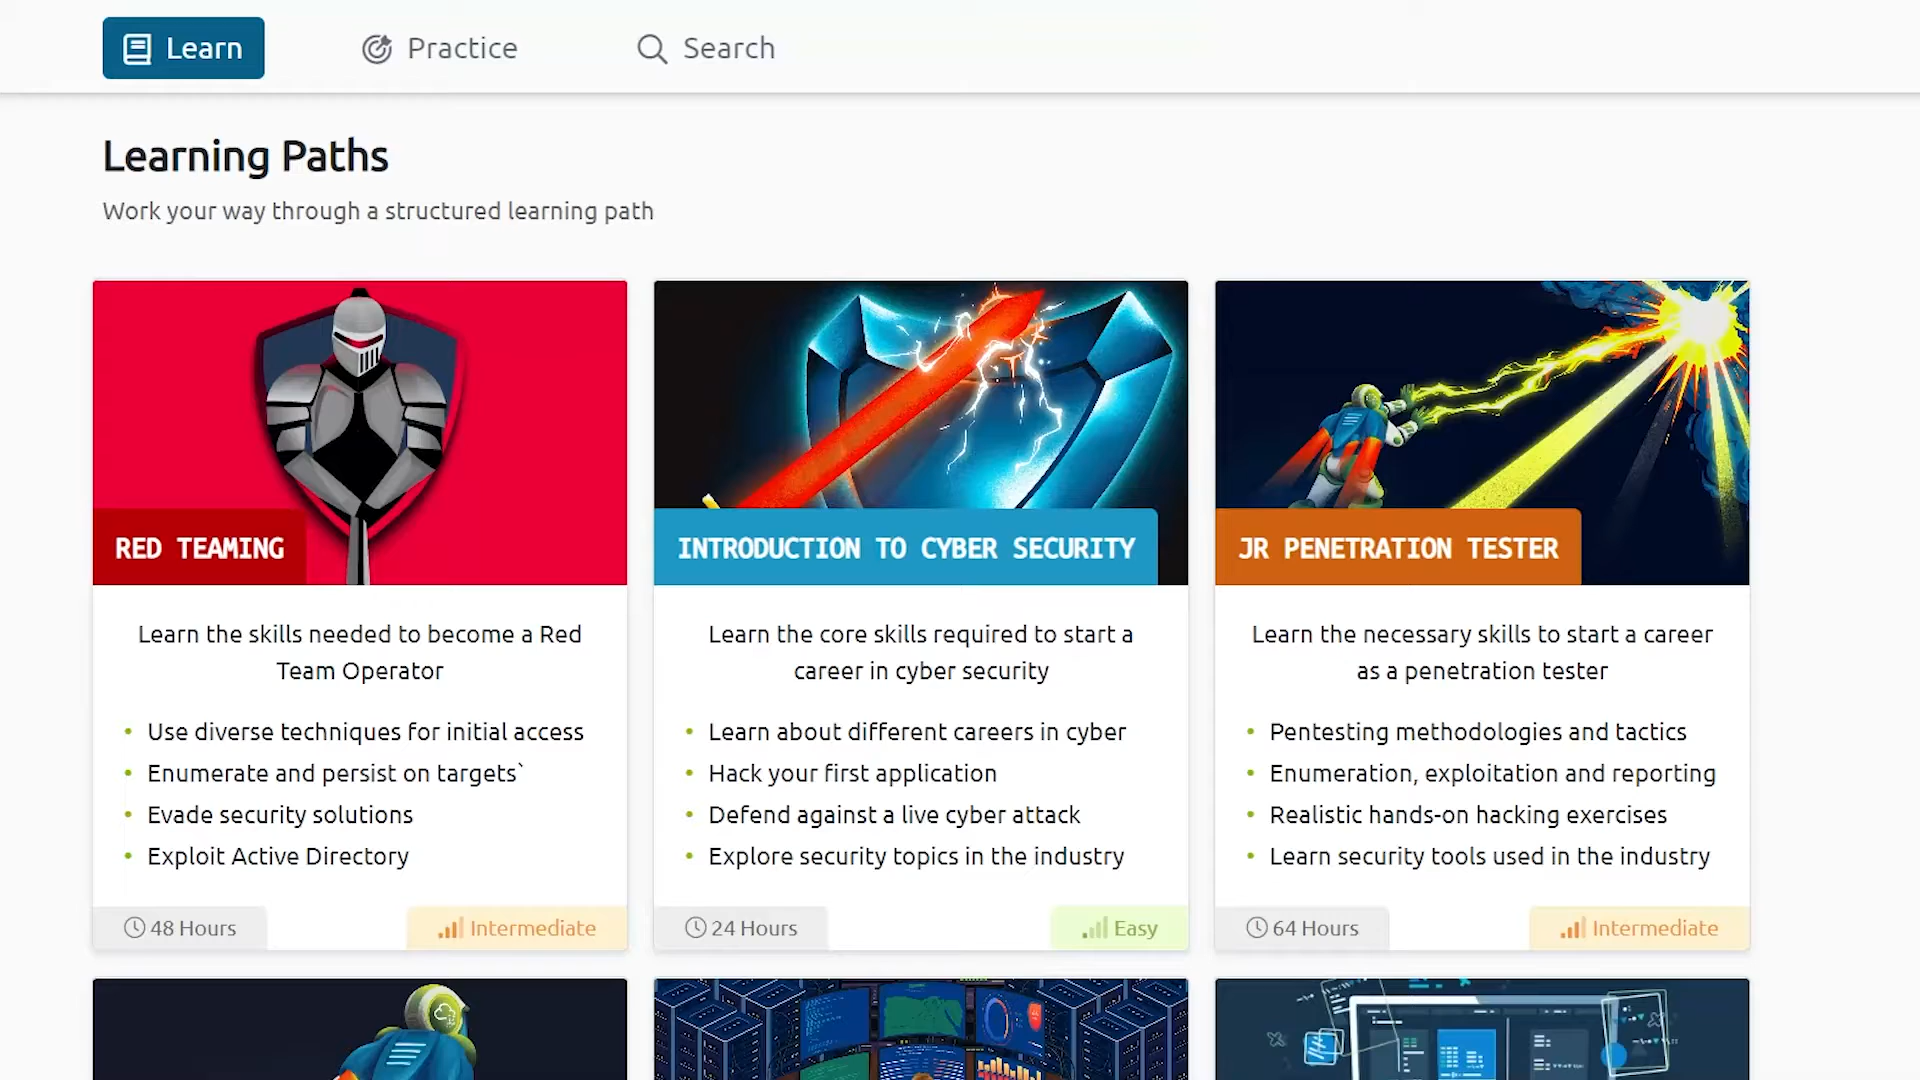 Learn
Practice
Search
Learning Paths
Work your way through a structured learning path
RED TEAMING
Learn the skills needed to become a Red
Team Operator
Use diverse techniques for initial access
Enumerate and persist on targets`
Evade security solutions
Exploit Active Directory
48 Hours
Intermediate
INTRODUCTION TO CYBER SECURITY
Learn the core skills required to start a
career in cyber security
Learn about different careers in cyber
Hack your first application
Defend against a live cyber attack
Explore security topics in the industry
24 Hours
Easy
JR PENETRATION TESTER
Learn the necessary skills to start a career
as a penetration tester
Pentesting methodologies and tactics
Enumeration, exploitation and reporting
Realistic hands-on hacking exercises
Learn security tools used in the industry
64 Hours
Intermediate